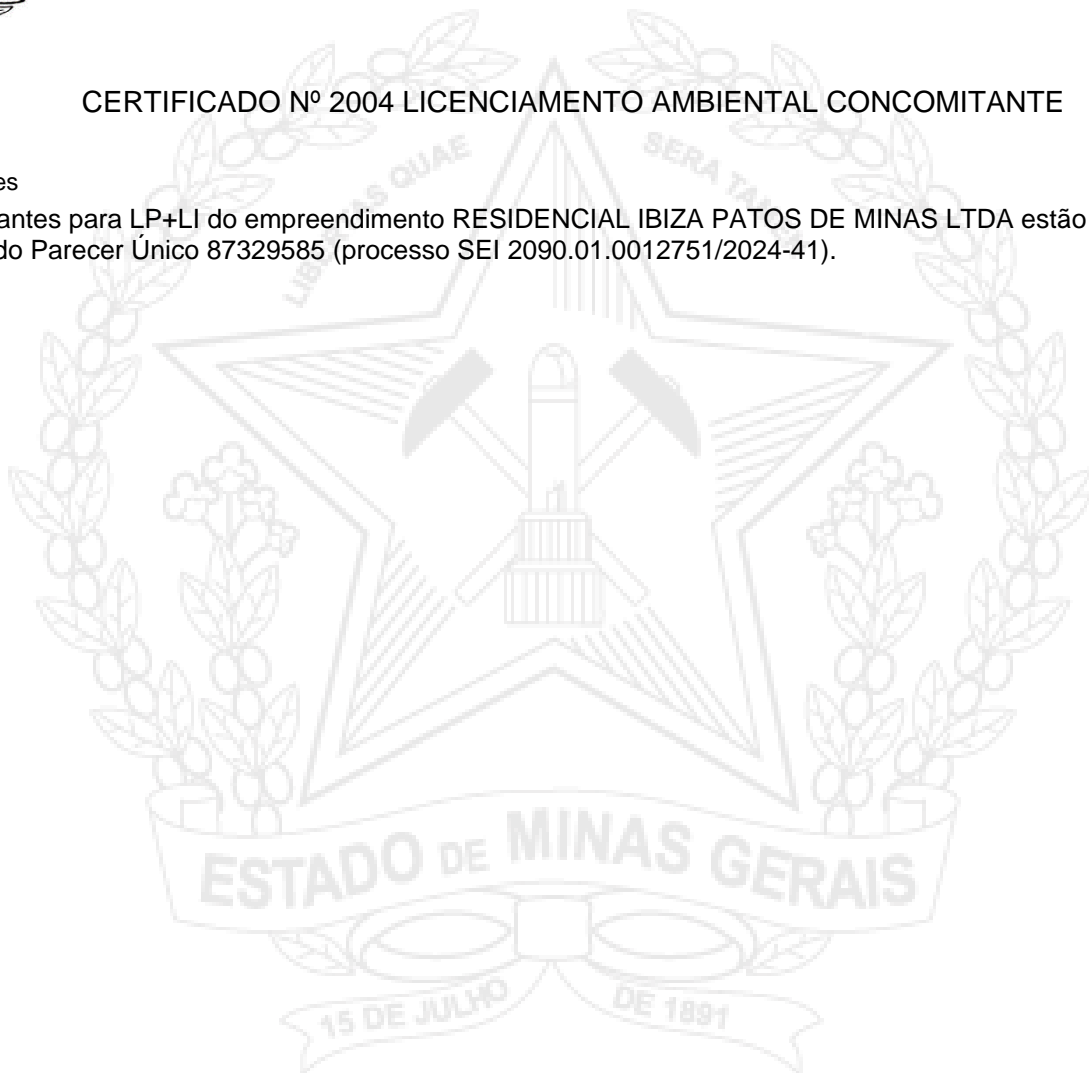 CERTIFICADO Nº 2004 LICENCIAMENTO AMBIENTAL CONCOMITANTE
LIBERTAS QUAE SERA TAMEN
es
antes para LP+LI do empreendimento RESIDENCIAL IBIZA PATOS DE MINAS LTDA estão
do Parecer Único 87329585 (processo SEI 2090.01.0012751/2024-41).
ESTADO DE MINAS GERAIS
15 DE JULHO DE 1891